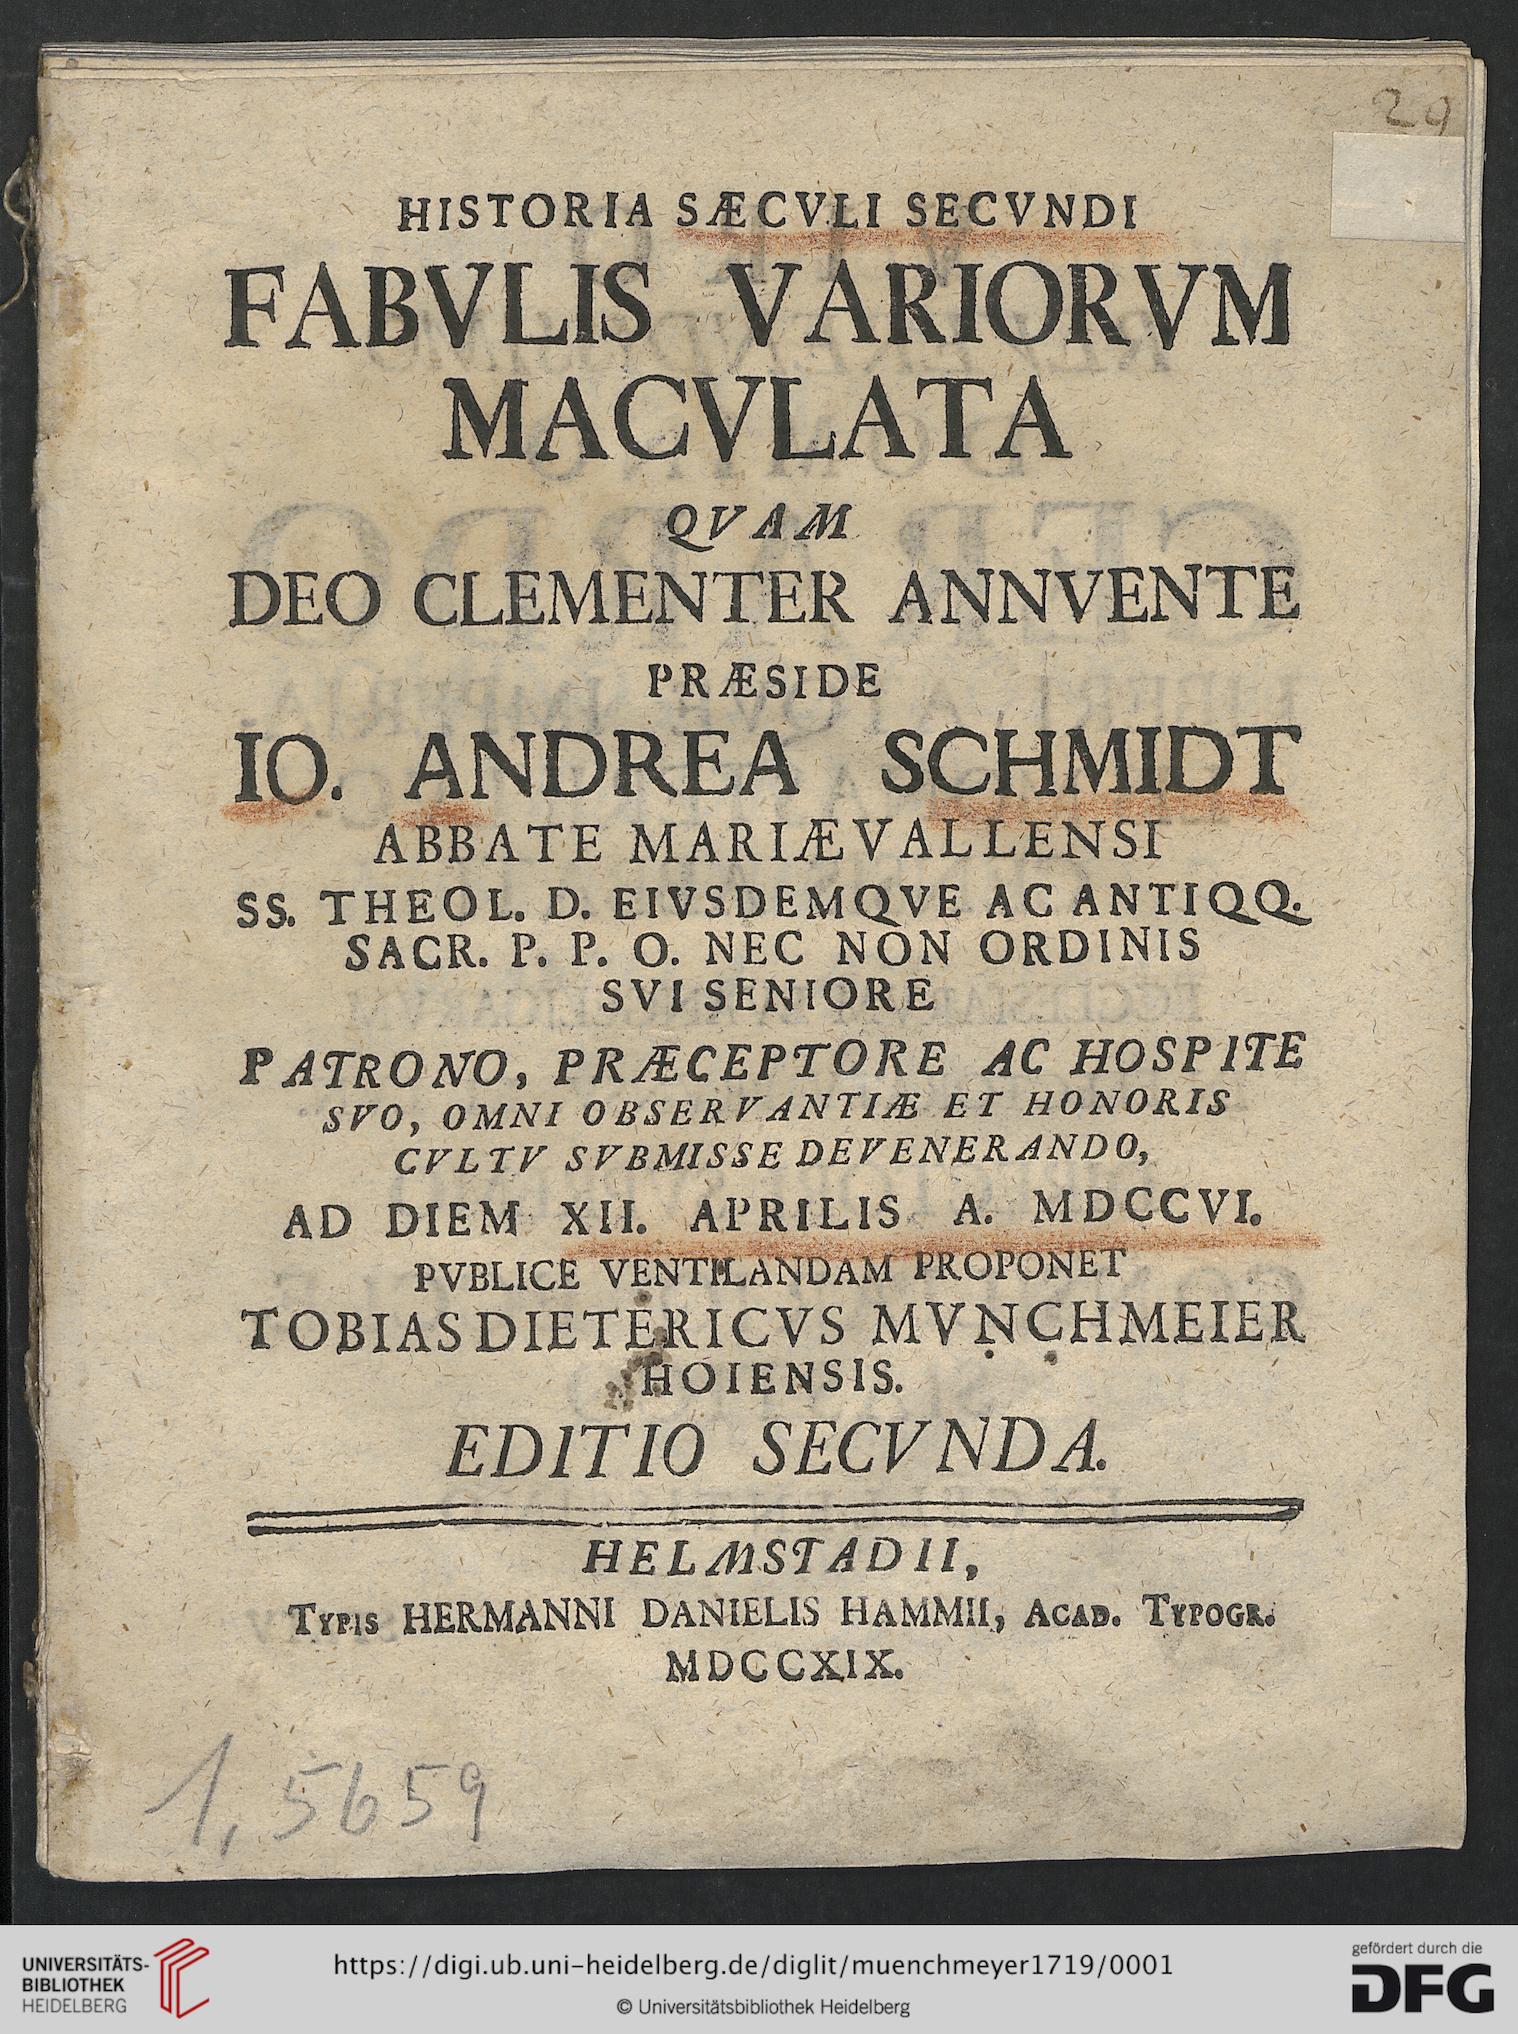 29
HISTORIA SÆCVLI SECVNDI
FABVLIS VARIORVM
MACVLATA
QVAM
DEO CLEMENTER ANNVENTE
PRÆSIDE
IO. ANDREA SCHMIDT
ABBATE MARIÆVALLENSI
SS. THEOL. D. EIVSDEMQVE AC ANTIQQ.
SACR. P. P. O. NEC NON ORDINIS
SVI SENIORE
PATRONO, PRÆCEPTORE AC HOSPITE
SVO, OMNI OBSERVANTIÆ ET HONORIS
CVLTV SVBMISSE DEVENERANDO,
AD DIEM XII. APRILIS A. MDCCVI.
PVBLICE VENTILANDAM PROPONET
TOBIAS DIETERICVS MVNCHMEIER
HOIENSIS.
EDITIO SECVNDA.
HELMSTADII,
TYPIS HERMANNI DANIELIS HAMMII, ACAD. TYPOGR.
MDCCXIX.
1, 5659
UNIVERSITÄTS-
BIBLIOTHEK
HEIDELBERG
https://digi.ub.uni-heidelberg.de/diglit/muenchmeyer1719/0001
© Universitätsbibliothek Heidelberg
gefördert durch die
DFG